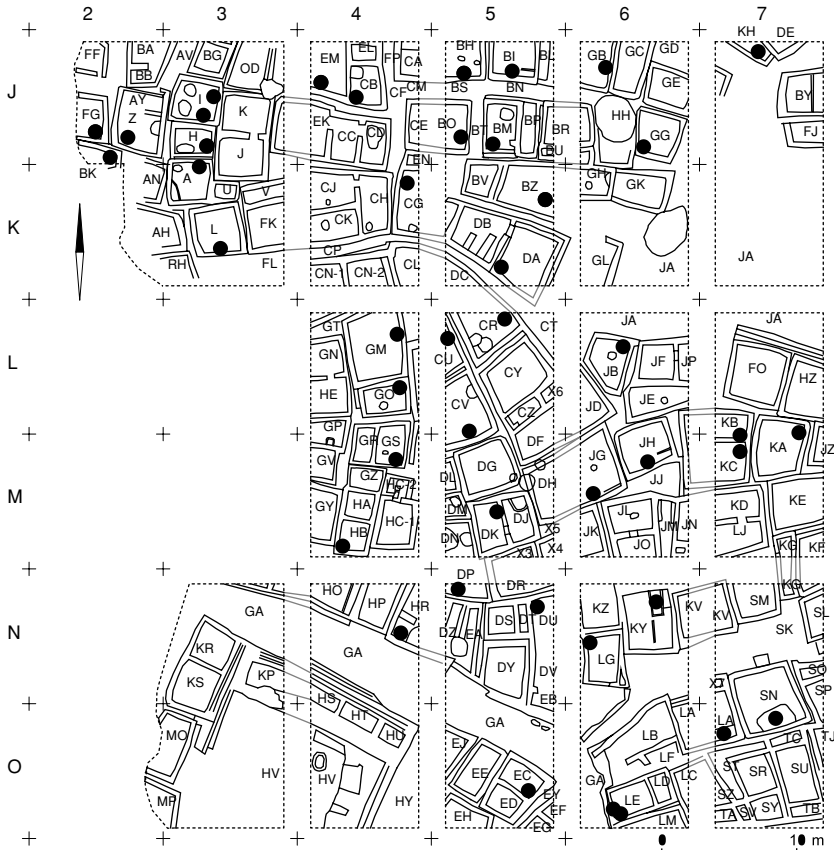 2 3 4 5 6 7
J
K
L
M
N
O
FF BA AV BG OD
BB
AY I K
FG Z
H
J
BK AN A U V
AH L FK
RH FL
EM EL FP CA BH BI BL
CB CF CM BS BN
EK CC CD CE BO BT BM BP BR
EU
EN
CJ CH CG BV BZ
CK DB
CP DA
CN-1 CN-2 CL DC
GB GC GD KH DE
GE BY
HH
GG FJ
GH GK
GL JA JA
GT CR CT JA JA
GN GM CU
JB JF JP FO HZ
HE GO CY
CV X6 JE
CZ JD
GP GR GS DF KB KA
GV JG JH KC JZ
GZ HC-2 DL DG DH JJ
GY HA DM DJ JL KD KE
HC-1 DK X5 JM JN LJ
HB DN X3 X4 JK JO KG KF
KG
GA HO HP HR DP DR KZ KV SM SL
KR DZ EA DS DT DU KY KV SK
GA
KS KP DY DV LG SO
HS EB XT SN SP
MO HT GA LA LA
HU LB TC TJ
HV HV EJ EE EC LF ST
GA LC SR SU
MP HY ED EY LE LD SZ
EH EF SY TB
EG LM TA SV
0 10 m